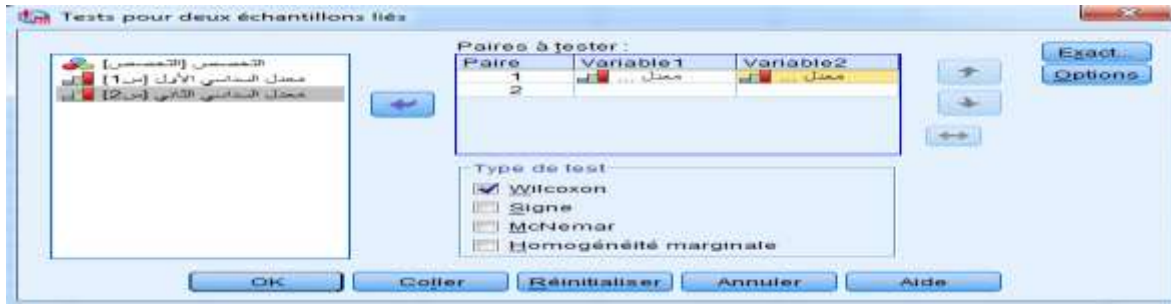 Tests pour deux échantillons liés
التخصص [التخصص]
معدل السداسي الأول [س1]
معدل السداسي الثاني [س2]
Paires à tester :
Paire Variable1 Variable2
1 معدل ... معدل ...
2
Exact...
Options
Type de test
Wilcoxon
Signe
McNemar
Homogénéité marginale
OK Coller Réinitialiser Annuler Aide